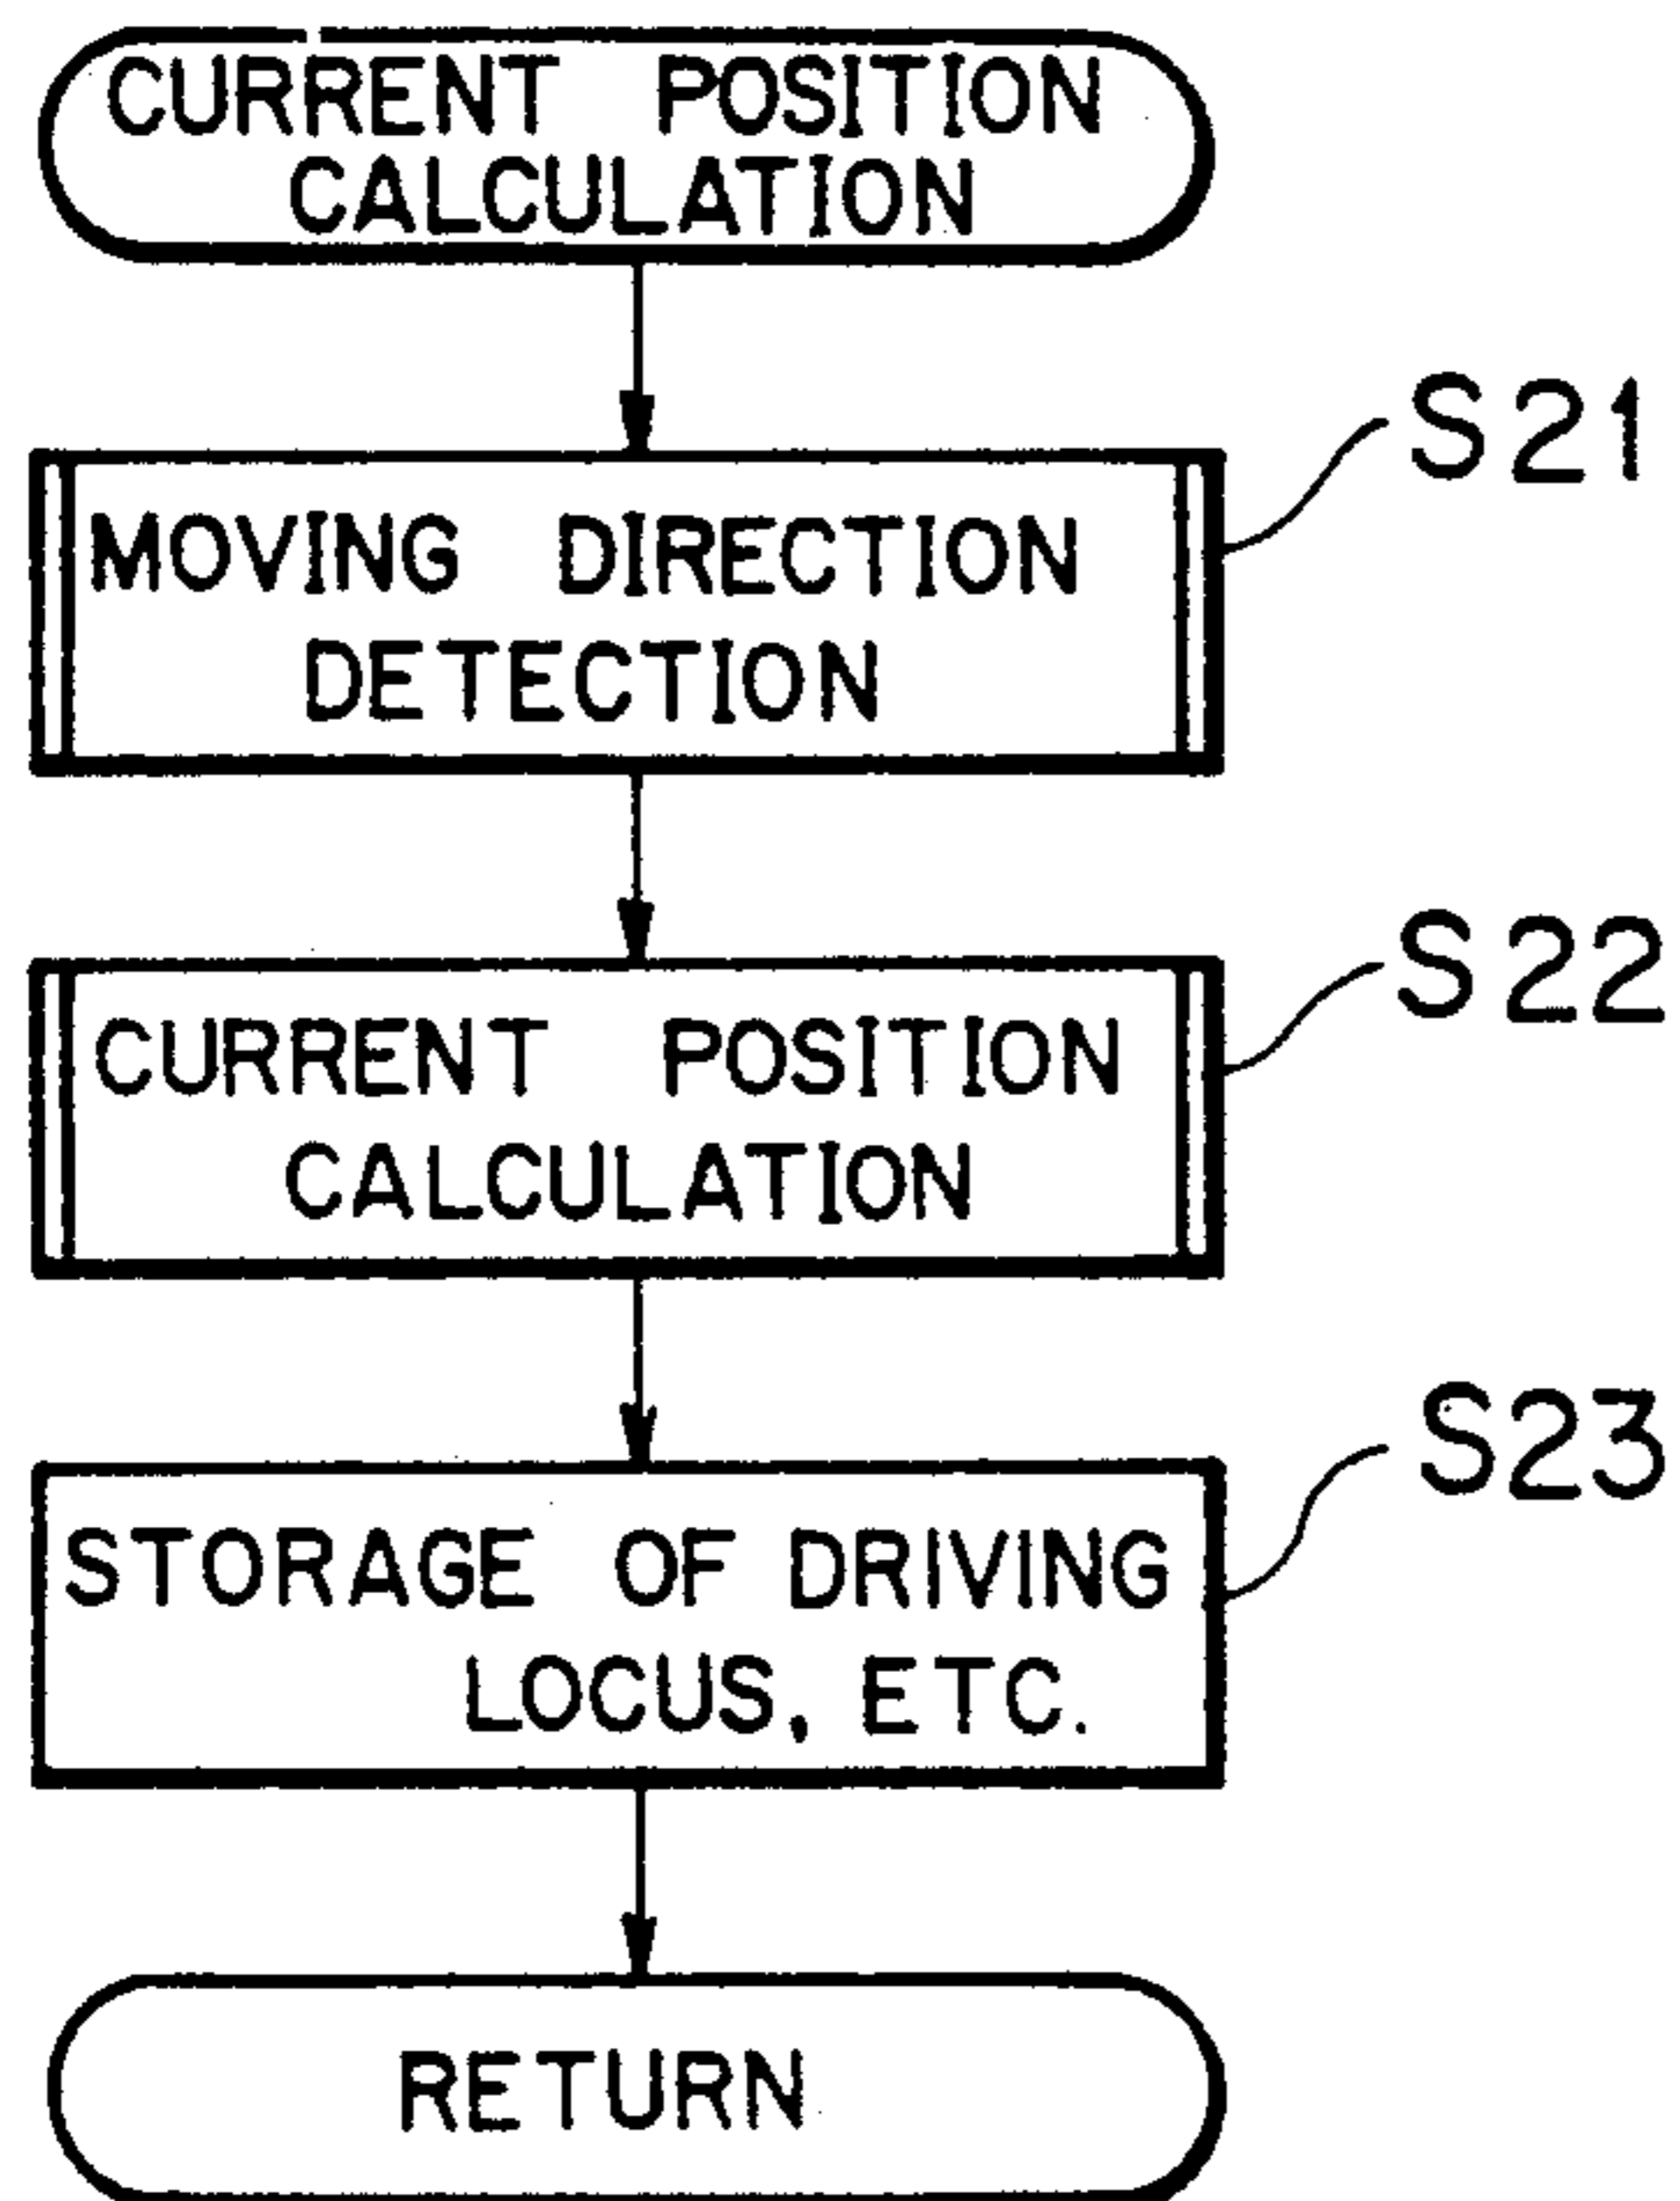 CURRENT POSITION
CALCULATION
S21
MOVING DIRECTION
DETECTION
S22
CURRENT POSITION
CALCULATION
S23
STORAGE OF DRIVING
LOCUS, ETC.
RETURN